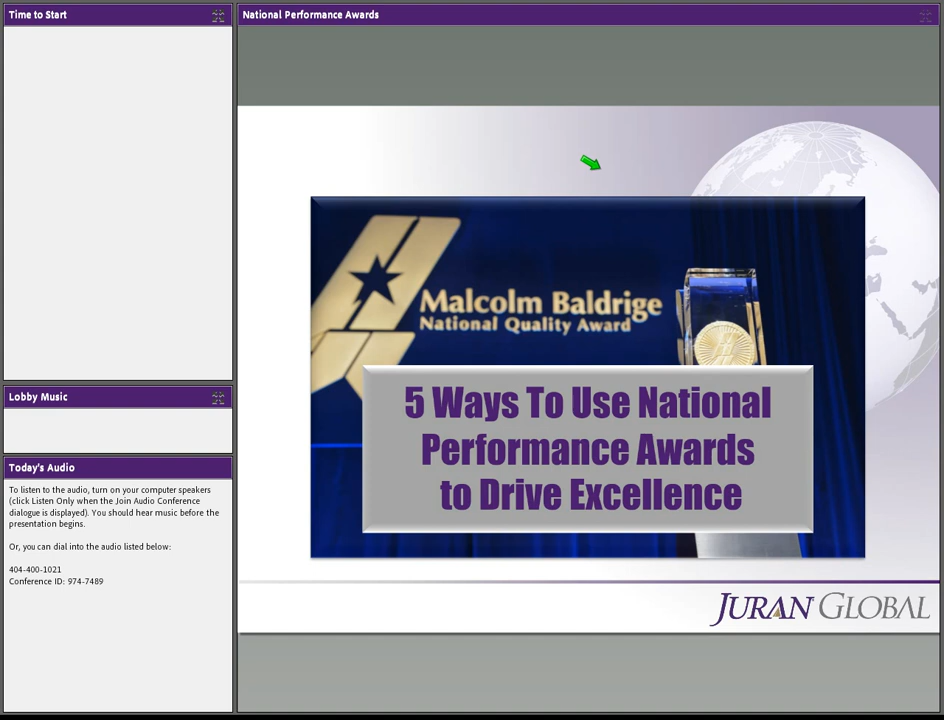 Time to Start
National Performance Awards
Malcolm Baldrige
National Quality Award
5 Ways To Use National
Performance Awards
to Drive Excellence
JURAN GLOBAL
Lobby Music
Today's Audio
To listen to the audio, turn on your computer speakers
(click Listen Only when the Join Audio Conference
dialogue is displayed). You should hear music before the
presentation begins.
Or, you can dial into the audio listed below:
404-400-1021
Conference ID: 974-7489